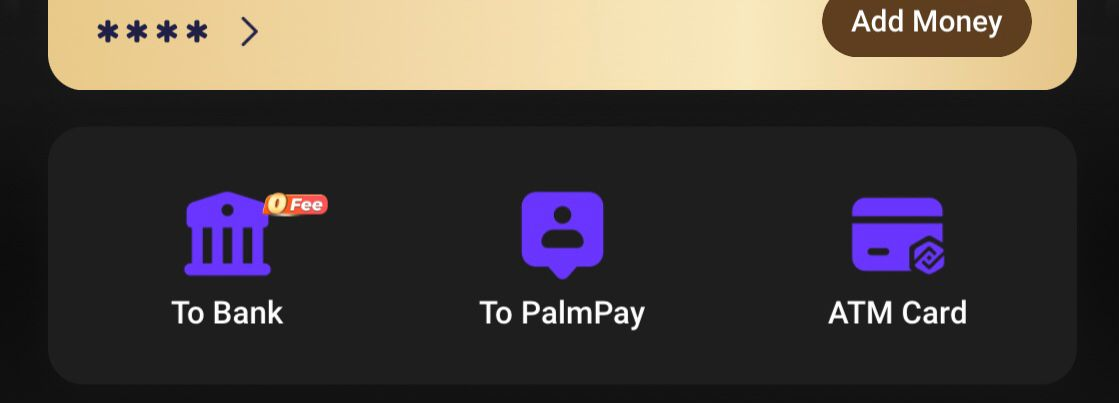 ****
Add Money
0 Fee
To Bank
To PalmPay
ATM Card